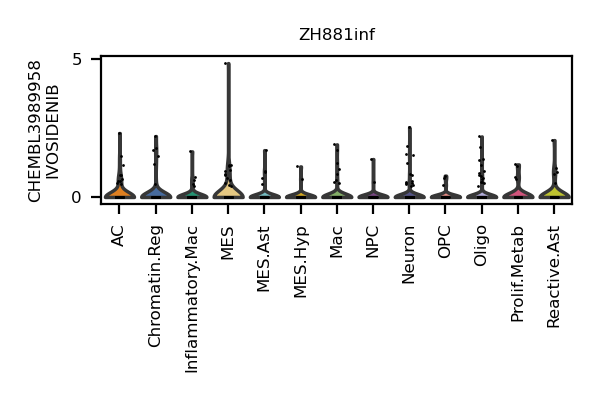 ZH881inf
CHEMBL3989958
IVOSIDENIB
5
0
AC
Chromatin.Reg
Inflammatory.Mac
MES
MES.Ast
MES.Hyp
Mac
NPC
Neuron
OPC
Oligo
Prolif.Metab
Reactive.Ast